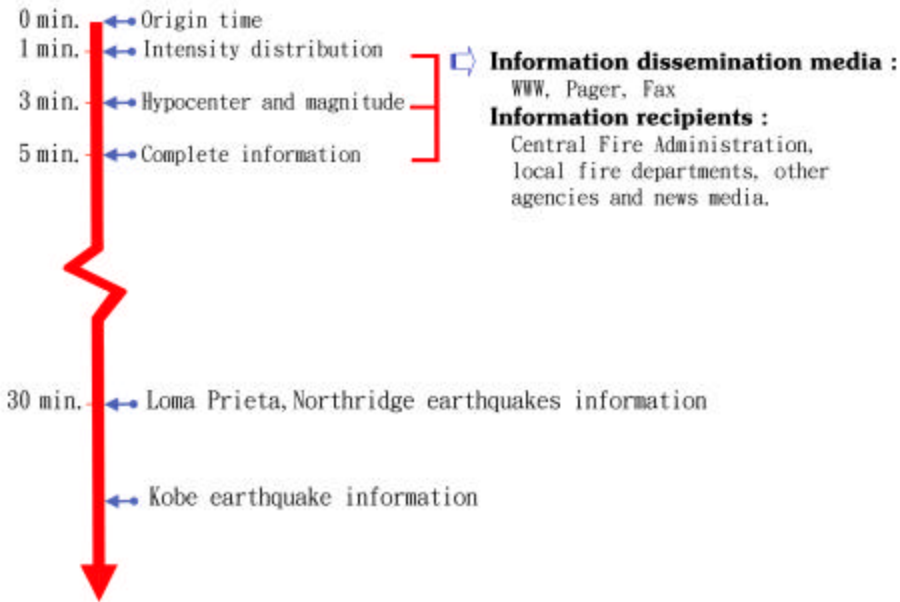 0 min. Origin time
1 min. Intensity distribution
3 min. Hypocenter and magnitude
5 min. Complete information
Information dissemination media :
WWW, Pager, Fax
Information recipients :
Central Fire Administration,
local fire departments, other
agencies and news media.
30 min. Loma Prieta, Northridge earthquakes information
Kobe earthquake information